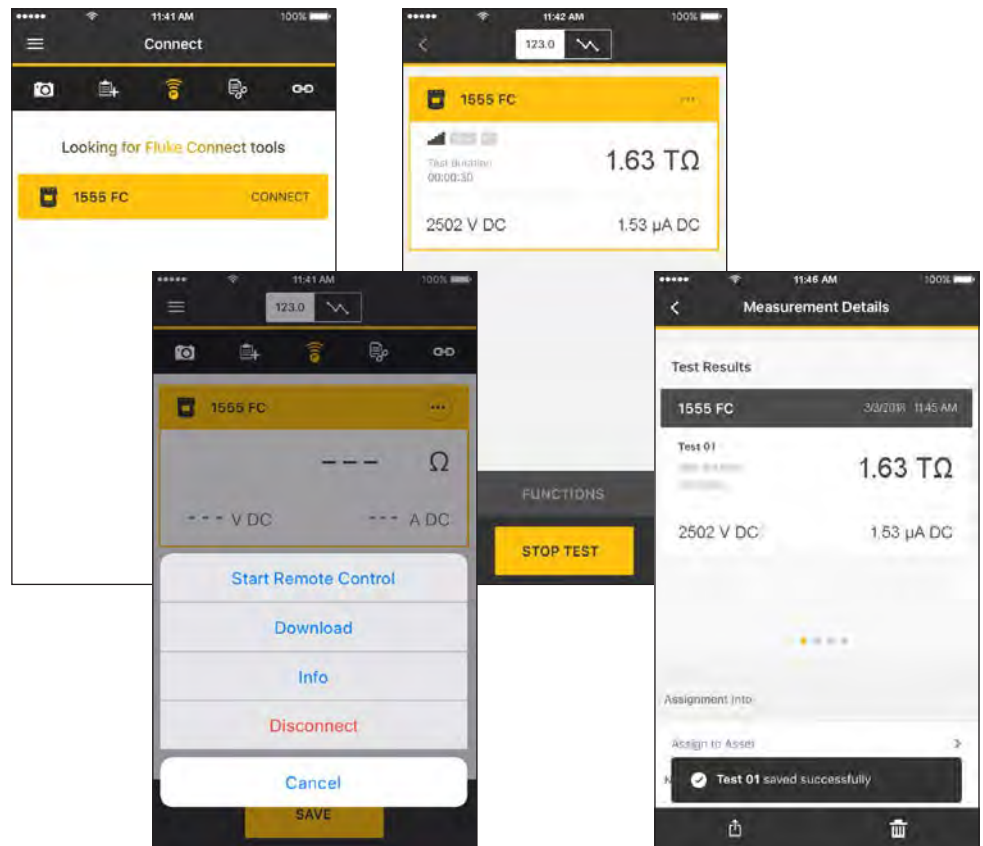 11:41 AM 100%
Connect
Looking for Fluke Connect tools
1555 FC CONNECT
11:42 AM 100%
123.0
1555 FC
Test duration
00:00:30
1.63 TΩ
2502 V DC 1.53 µA DC
FUNCTIONS
STOP TEST
11:41 AM 100%
123.0
1555 FC
--- Ω
--- V DC --- A DC
Start Remote Control
Download
Info
Disconnect
Cancel
SAVE
11:46 AM 100%
Measurement Details
Test Results
1555 FC 3/3/2018 11:45 AM
Test 01
1.63 TΩ
2502 V DC 1.53 µA DC
Assignment Info
Assign to Asset
Test 01 saved successfully